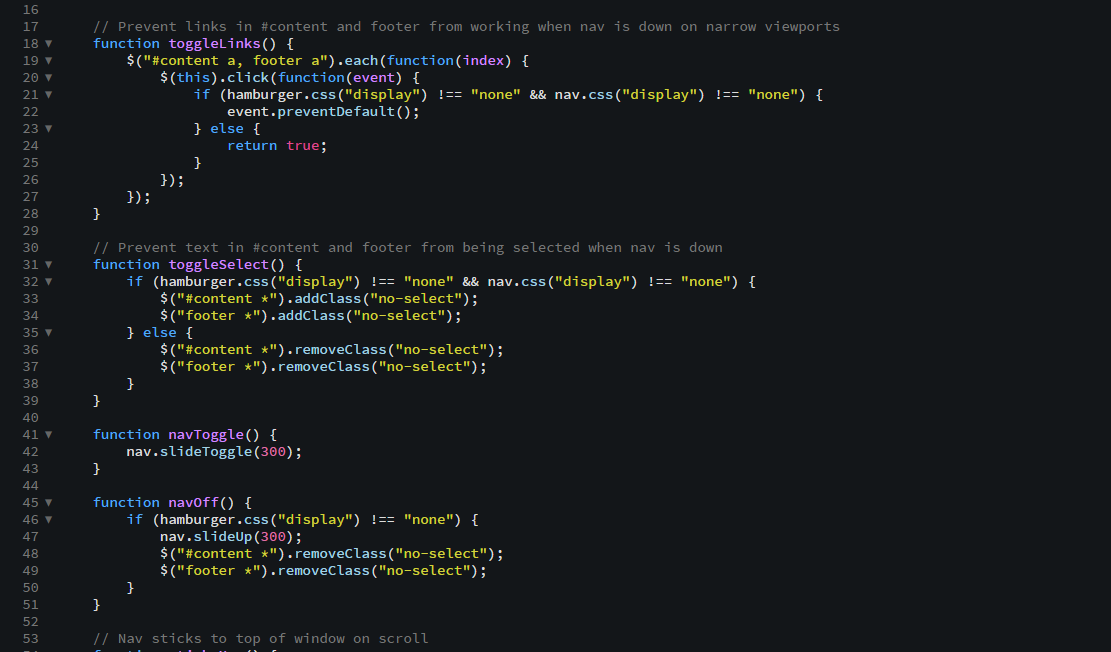 16
17 // Prevent links in #content and footer from working when nav is down on narrow viewports
18 function toggleLinks() {
19 $("#content a, footer a").each(function(index) {
20 $(this).click(function(event) {
21 if (hamburger.css("display") !== "none" && nav.css("display") !== "none") {
22 event.preventDefault();
23 } else {
24 return true;
25 }
26 });
27 });
28 }
29
30 // Prevent text in #content and footer from being selected when nav is down
31 function toggleSelect() {
32 if (hamburger.css("display") !== "none" && nav.css("display") !== "none") {
33 $("#content *").addClass("no-select");
34 $("footer *").addClass("no-select");
35 } else {
36 $("#content *").removeClass("no-select");
37 $("footer *").removeClass("no-select");
38 }
39 }
40
41 function navToggle() {
42 nav.slideToggle(300);
43 }
44
45 function navOff() {
46 if (hamburger.css("display") !== "none") {
47 nav.slideUp(300);
48 $("#content *").removeClass("no-select");
49 $("footer *").removeClass("no-select");
50 }
51 }
52
53 // Nav sticks to top of window on scroll